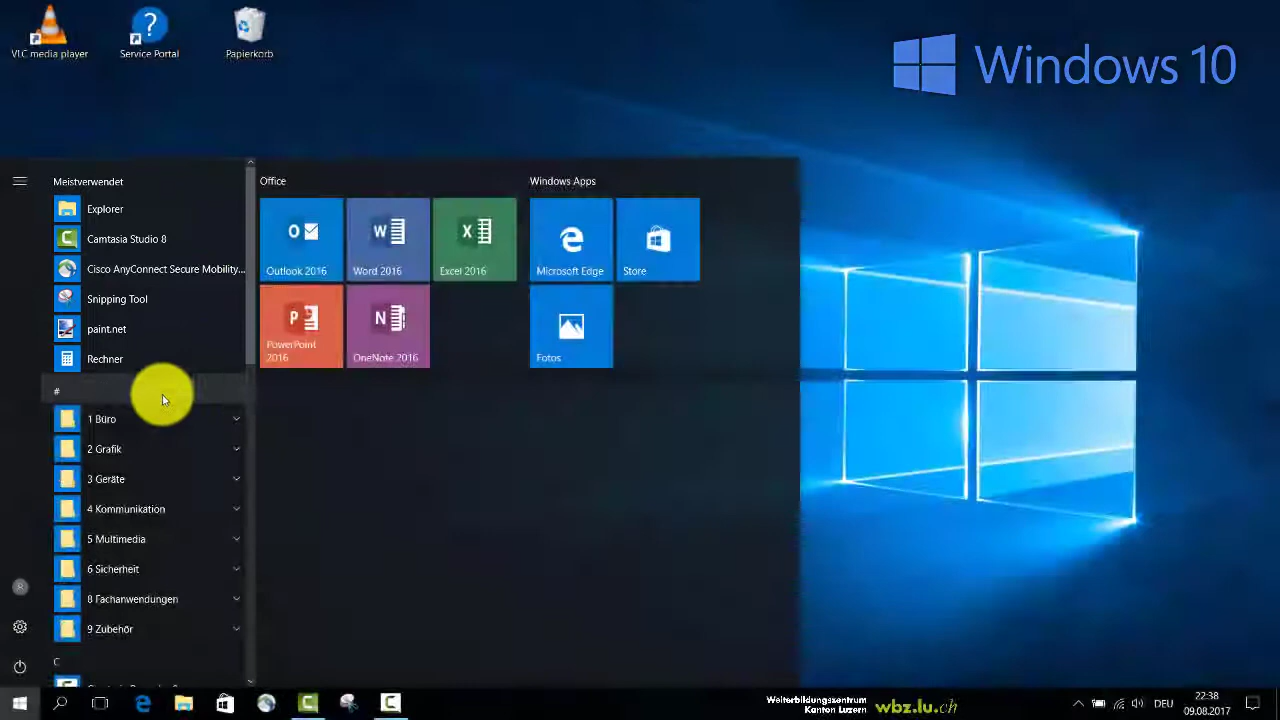 VLC media player
?
Service Portal
Papierkorb
Windows 10
Meistverwendet
Explorer
Camtasia Studio 8
Cisco AnyConnect Secure Mobility...
Snipping Tool
paint.net
Rechner
#
1 Büro
2 Grafik
3 Geräte
4 Kommunikation
5 Multimedia
6 Sicherheit
8 Fachanwendungen
9 Zubehör
C
Office
Outlook 2016
Word 2016
Excel 2016
PowerPoint
2016
OneNote 2016
Windows Apps
Microsoft Edge
Store
Fotos
Weiterbildungszentrum
Kanton Luzern
wbz.lu.ch
DEU
22:38
09.08.2017